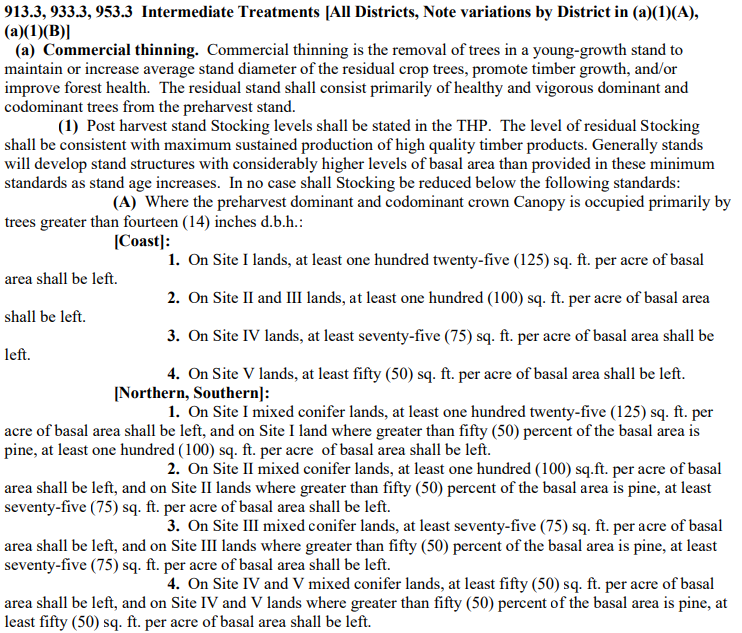 913.3, 933.3, 953.3 Intermediate Treatments [All Districts, Note variations by District in (a)(1)(A),
(a)(1)(B)]
(a) Commercial thinning. Commercial thinning is the removal of trees in a young-growth stand to
maintain or increase average stand diameter of the residual crop trees, promote timber growth, and/or
improve forest health. The residual stand shall consist primarily of healthy and vigorous dominant and
codominant trees from the preharvest stand.
(1) Post harvest stand Stocking levels shall be stated in the THP. The level of residual Stocking
shall be consistent with maximum sustained production of high quality timber products. Generally stands
will develop stand structures with considerably higher levels of basal area than provided in these minimum
standards as stand age increases. In no case shall Stocking be reduced below the following standards:
(A) Where the preharvest dominant and codominant crown Canopy is occupied primarily by
trees greater than fourteen (14) inches d.b.h.:
[Coast]:
1. On Site I lands, at least one hundred twenty-five (125) sq. ft. per acre of basal
area shall be left.
2. On Site II and III lands, at least one hundred (100) sq. ft. per acre of basal area
shall be left.
3. On Site IV lands, at least seventy-five (75) sq. ft. per acre of basal area shall be
left.
4. On Site V lands, at least fifty (50) sq. ft. per acre of basal area shall be left.
[Northern, Southern]:
1. On Site I mixed conifer lands, at least one hundred twenty-five (125) sq. ft. per
acre of basal area shall be left, and on Site I land where greater than fifty (50) percent of the basal area is
pine, at least one hundred (100) sq. ft. per acre of basal area shall be left.
2. On Site II mixed conifer lands, at least one hundred (100) sq.ft. per acre of basal
area shall be left, and on Site II lands where greater than fifty (50) percent of the basal area is pine, at least
seventy-five (75) sq. ft. per acre of basal area shall be left.
3. On Site III mixed conifer lands, at least seventy-five (75) sq. ft. per acre of basal
area shall be left, and on Site III lands where greater than fifty (50) percent of the basal area is pine, at least
seventy-five (75) sq. ft. per acre of basal area shall be left.
4. On Site IV and V mixed conifer lands, at least fifty (50) sq. ft. per acre of basal
area shall be left, and on Site IV and V lands where greater than fifty (50) percent of the basal area is pine, at
least fifty (50) sq. ft. per acre of basal area shall be left.